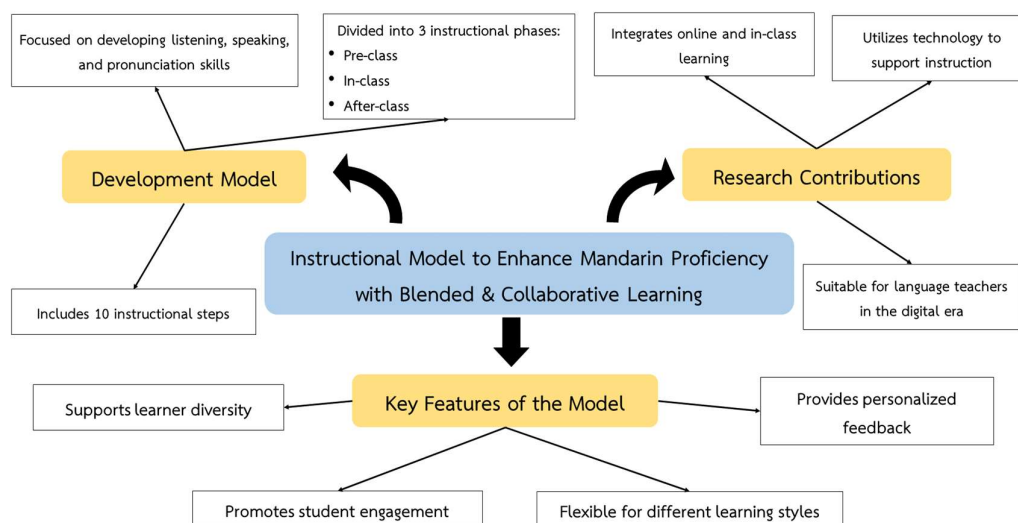 Focused on developing listening, speaking,
and pronunciation skills
Divided into 3 instructional phases:
• Pre-class
• In-class
• After-class
Integrates online and in-class
learning
Utilizes technology to
support instruction
Development Model
Research Contributions
Instructional Model to Enhance Mandarin Proficiency
with Blended & Collaborative Learning
Includes 10 instructional steps
Suitable for language teachers
in the digital era
Key Features of the Model
Supports learner diversity
Provides personalized
feedback
Promotes student engagement
Flexible for different learning styles